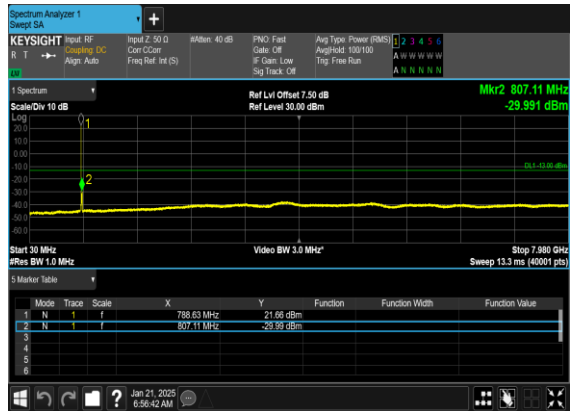 Spectrum Analyzer 1
Swept SA
KEYSIGHT Input: RF Input Z: 50 Ω #Atten: 40 dB PNO: Fast Avg Type: Power (RMS) 1 2 3 4 5 6
R T Coupling: DC Corr CCorr Gate: Off Avg|Hold: 100/100 A W W W W W
Align: Auto Freq Ref: Int (S) IF Gain: Low Trig: Free Run
LU Sig Track: Off A N N N N N
1 Spectrum Ref Lvl Offset 7.50 dB Mkr2 807.11 MHz
Scale/Div 10 dB Ref Level 30.00 dBm -29.991 dBm
Log
20.0 1
10.0
0.00
-10.0 DL1 -13.00 dBm
-20.0 2
-30.0
-40.0
-50.0
-60.0
Start 30 MHz Video BW 3.0 MHz* Stop 7.980 GHz
#Res BW 1.0 MHz Sweep 13.3 ms (40001 pts)
5 Marker Table
Mode Trace Scale X Y Function Function Width Function Value
1 N 1 f 788.63 MHz 21.66 dBm
2 N 1 f 807.11 MHz -29.99 dBm
3
4
5
6
? Jan 21, 2025
6:56:42 AM